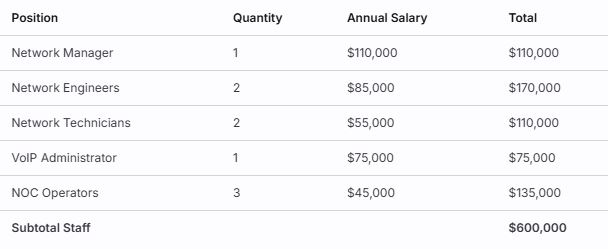 Position Quantity Annual Salary Total
Network Manager 1 $110,000 $110,000
Network Engineers 2 $85,000 $170,000
Network Technicians 2 $55,000 $110,000
VoIP Administrator 1 $75,000 $75,000
NOC Operators 3 $45,000 $135,000
Subtotal Staff $600,000